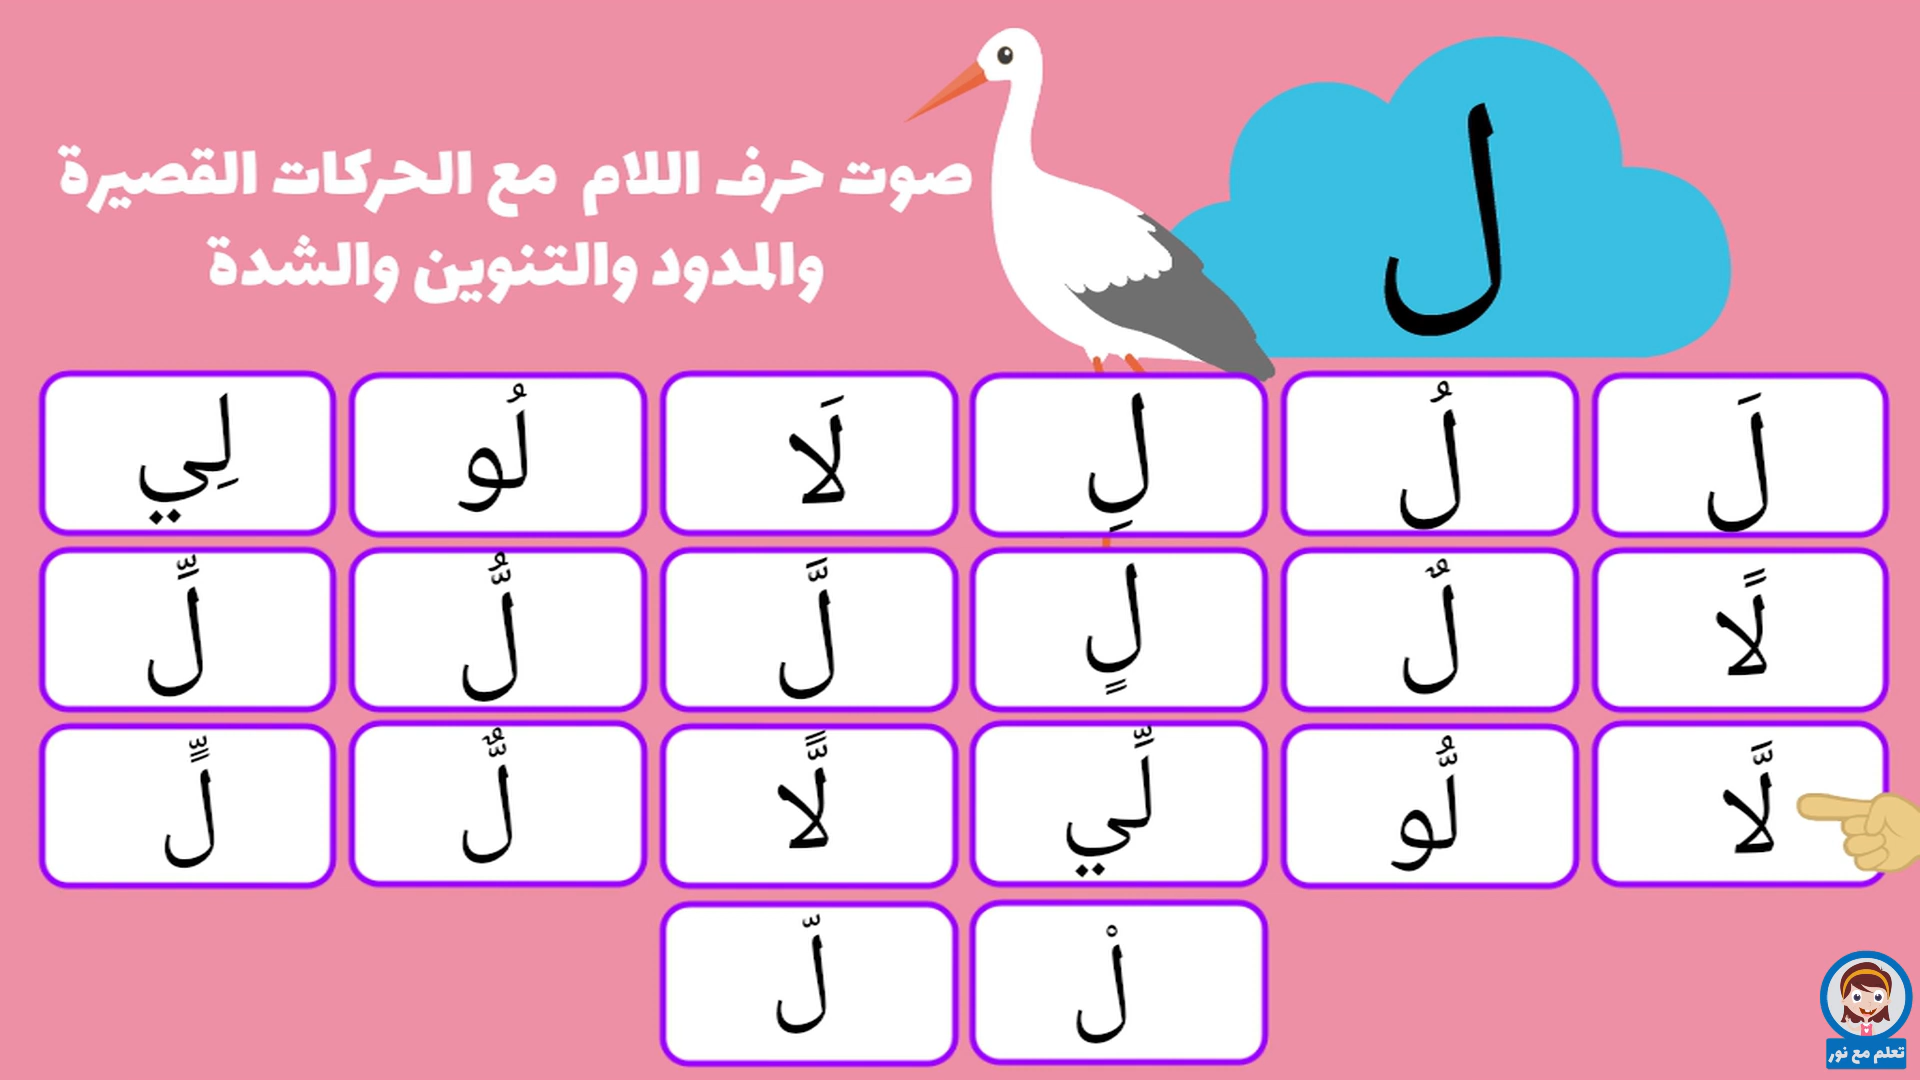 ل
صوت حرف اللام مع الحركات القصيرة
والمدود والتنوين والشدة
لَ لُ لِ لَا لُو لِي
لًا لٌ لٍ لَّ لُّ لِّ
لَّا لُّو لِّي لًّا لٌّ لٍّ
لْ لّ
تعلم مع نور